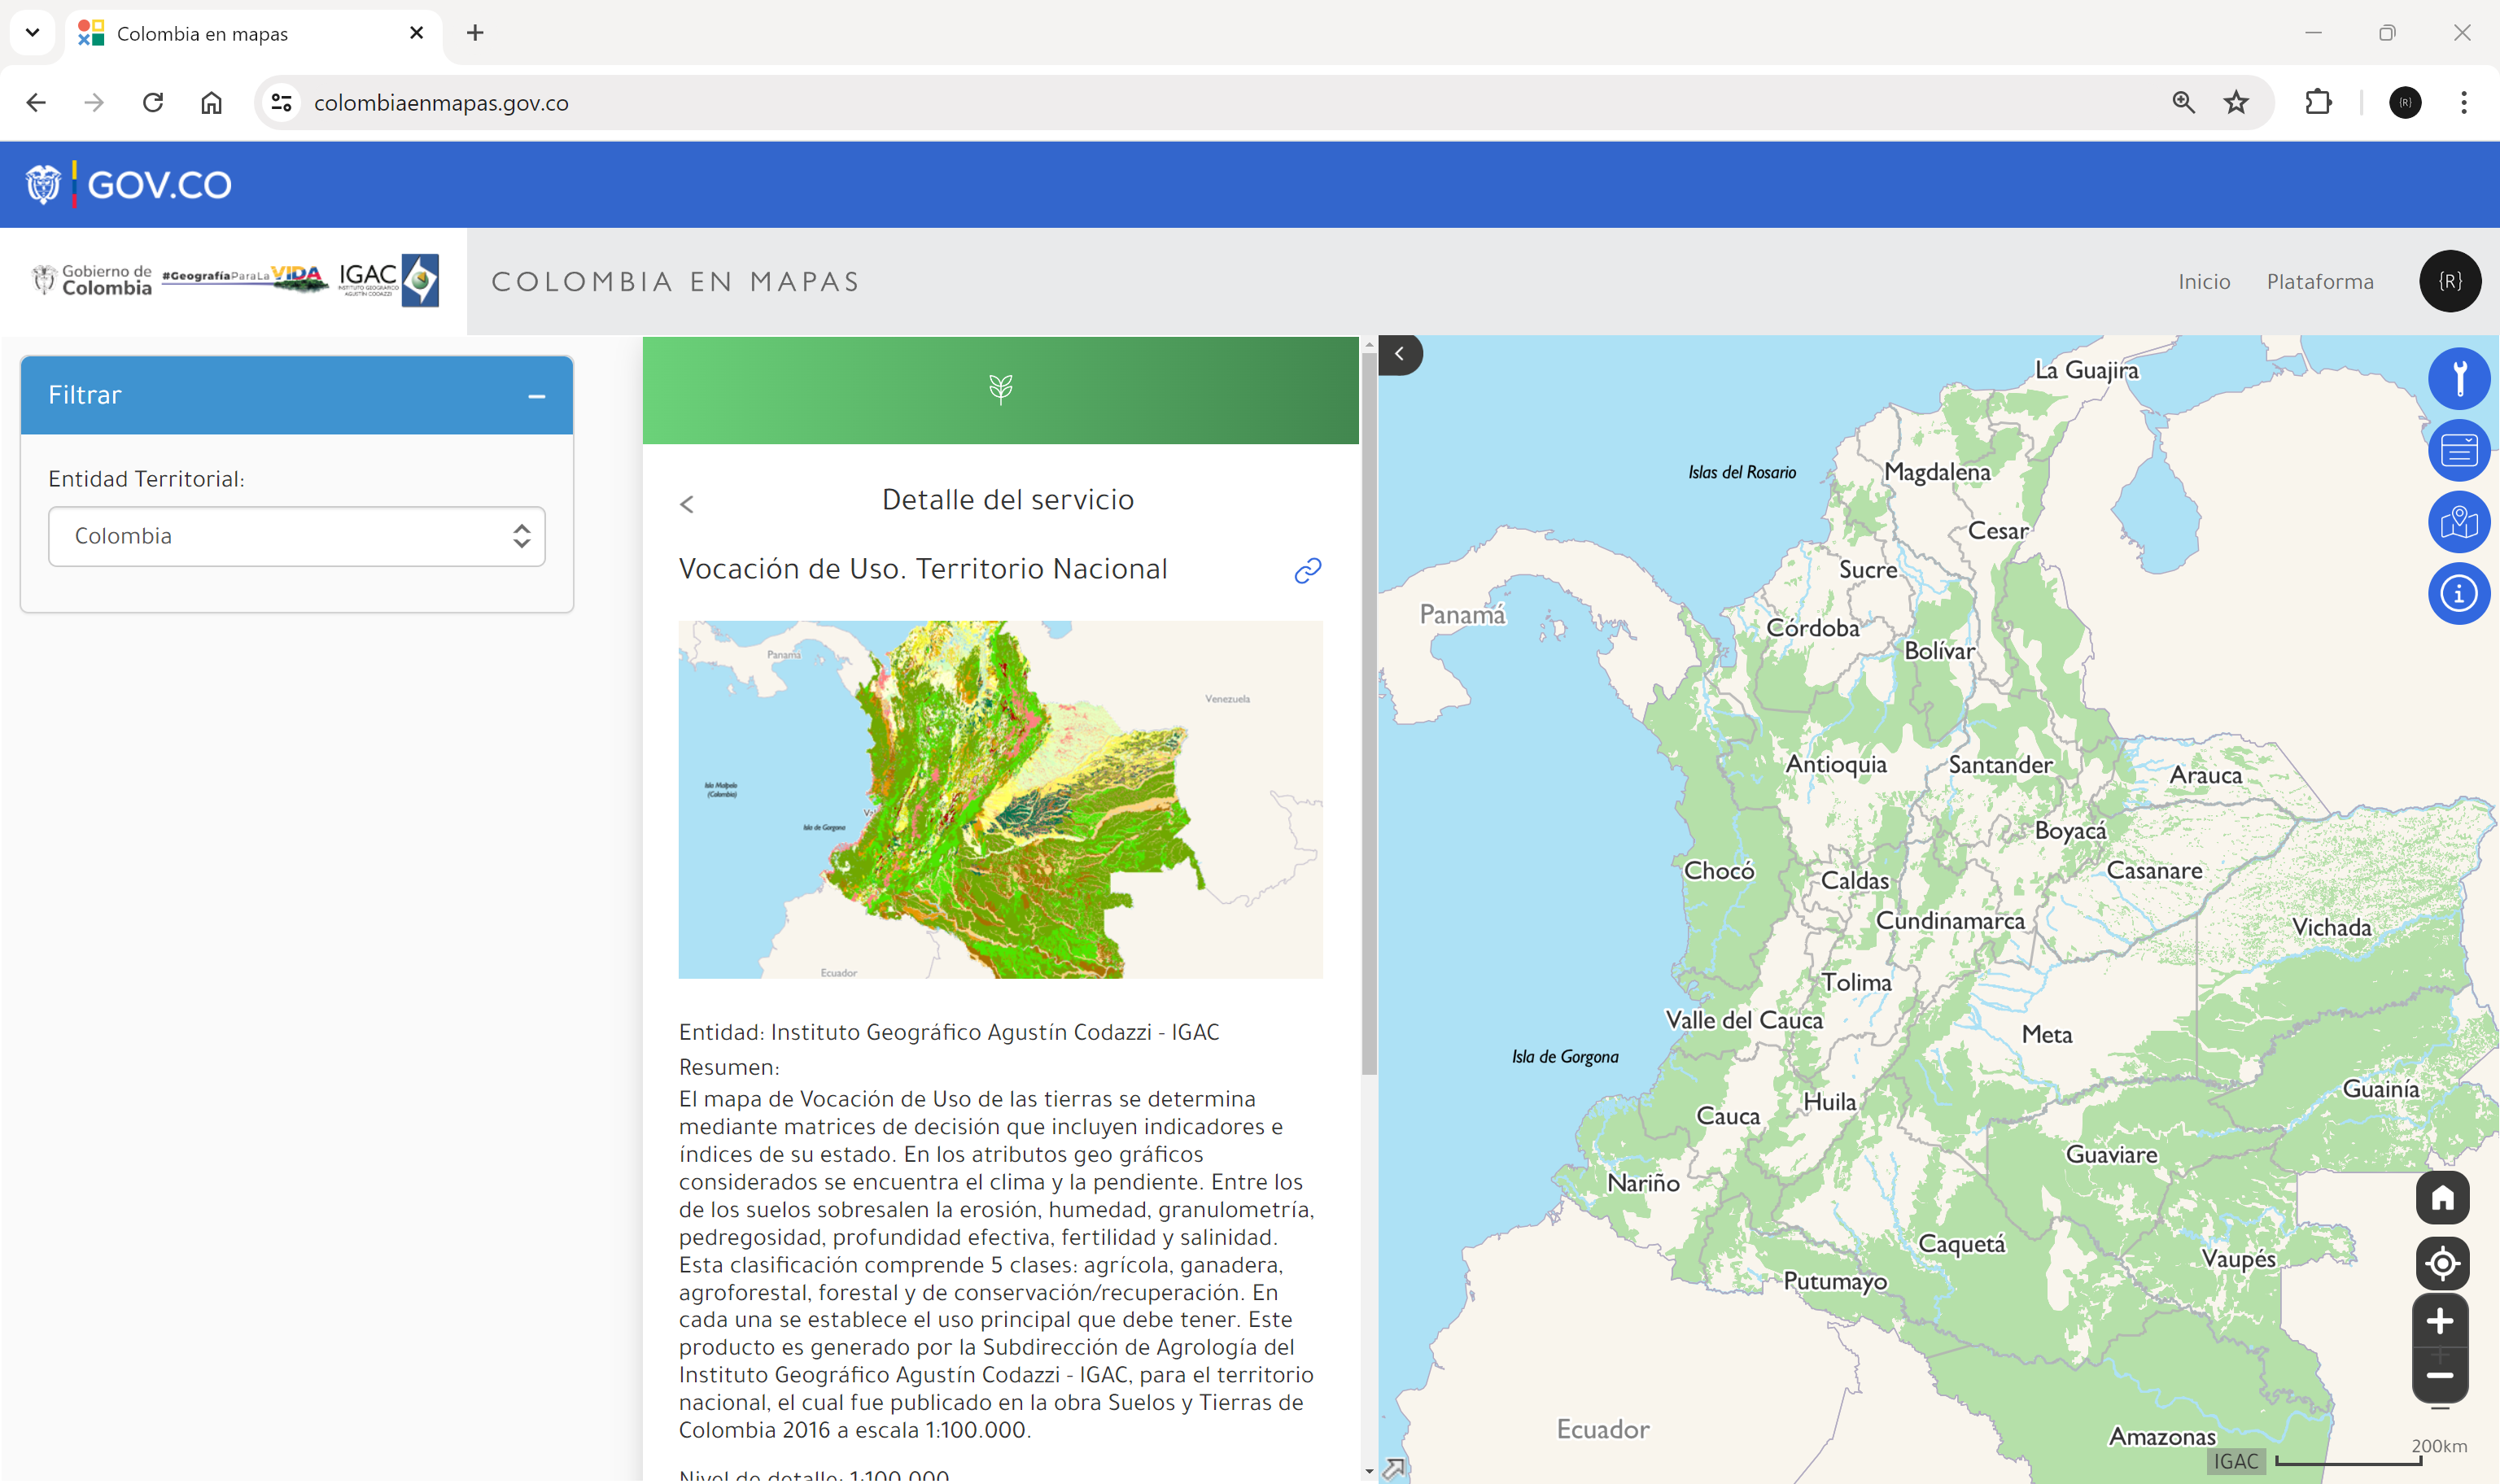 Colombia en mapas
colombiaenmapas.gov.co
{R}
GOV.CO
Gobierno de
Colombia
#GeografíaParaLa
VIDA
IGAC
INSTITUTO GEOGRÁFICO
AGUSTÍN CODAZZI
COLOMBIA EN MAPAS
Inicio
Plataforma
{R}
Filtrar
Entidad Territorial:
Colombia
Detalle del servicio
Vocación de Uso. Territorio Nacional
Panamá
Venezuela
Isla Malpelo
(Colombia)
Isla de Gorgona
Ecuador
Entidad: Instituto Geográfico Agustín Codazzi - IGAC
Resumen:
El mapa de Vocación de Uso de las tierras se determina
mediante matrices de decisión que incluyen indicadores e
índices de su estado. En los atributos geo gráficos
considerados se encuentra el clima y la pendiente. Entre los
de los suelos sobresalen la erosión, humedad, granulometría,
pedregosidad, profundidad efectiva, fertilidad y salinidad.
Esta clasificación comprende 5 clases: agrícola, ganadera,
agroforestal, forestal y de conservación/recuperación. En
cada una se establece el uso principal que debe tener. Este
producto es generado por la Subdirección de Agrología del
Instituto Geográfico Agustín Codazzi - IGAC, para el territorio
nacional, el cual fue publicado en la obra Suelos y Tierras de
Colombia 2016 a escala 1:100.000.
Nivel de detalle: 1:100.000
La Guajira
Islas del Rosario
Magdalena
Cesar
Sucre
Panamá
Córdoba
Bolívar
Antioquia
Santander
Arauca
Boyacá
Chocó
Caldas
Casanare
Cundinamarca
Vichada
Tolima
Valle del Cauca
Meta
Isla de Gorgona
Guainía
Huila
Cauca
Guaviare
Nariño
Caquetá
Vaupés
Putumayo
Ecuador
Amazonas
200km
IGAC